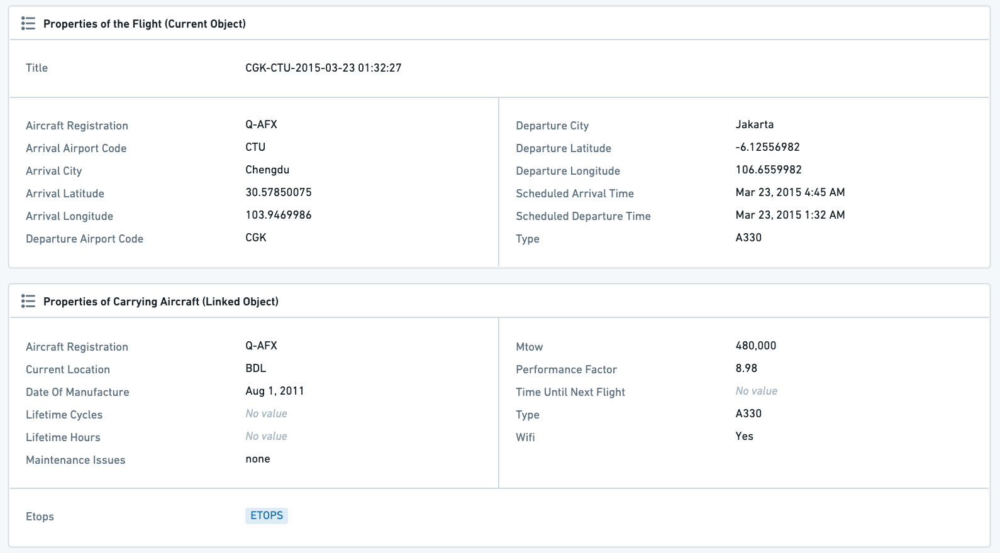 Properties of the Flight (Current Object)
Title CGK-CTU-2015-03-23 01:32:27
Aircraft Registration Q-AFX
Arrival Airport Code CTU
Arrival City Chengdu
Arrival Latitude 30.57850075
Arrival Longitude 103.9469986
Departure Airport Code CGK
Departure City Jakarta
Departure Latitude -6.12556982
Departure Longitude 106.6559982
Scheduled Arrival Time Mar 23, 2015 4:45 AM
Scheduled Departure Time Mar 23, 2015 1:32 AM
Type A330
Properties of Carrying Aircraft (Linked Object)
Aircraft Registration Q-AFX
Current Location BDL
Date Of Manufacture Aug 1, 2011
Lifetime Cycles No value
Lifetime Hours No value
Maintenance Issues none
Mtow 480,000
Performance Factor 8.98
Time Until Next Flight No value
Type A330
Wifi Yes
Etops ETOPS